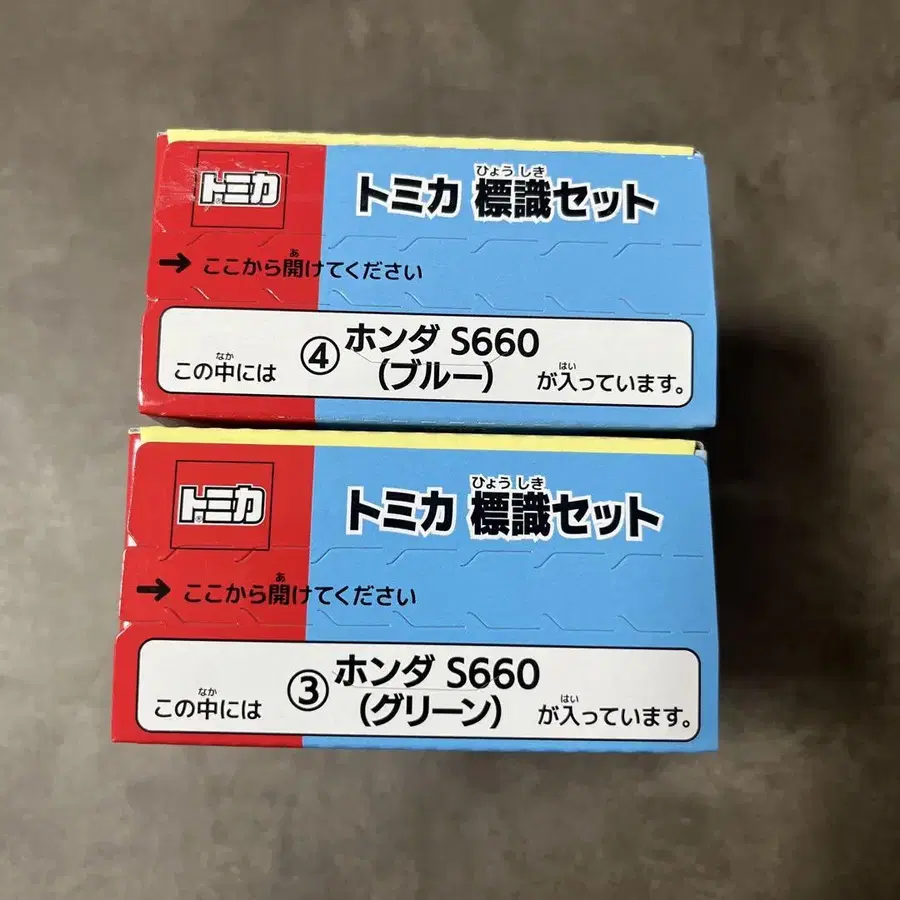 トミカ
®
ひょう しき
トミカ 標識セット
あ
→ ここから開けてください
④ ホンダ S660
(ブルー)
なか
この中には
はい
が入っています。
トミカ
®
ひょう しき
トミカ 標識セット
あ
→ ここから開けてください
③ ホンダ S660
(グリーン)
なか
この中には
はい
が入っています。